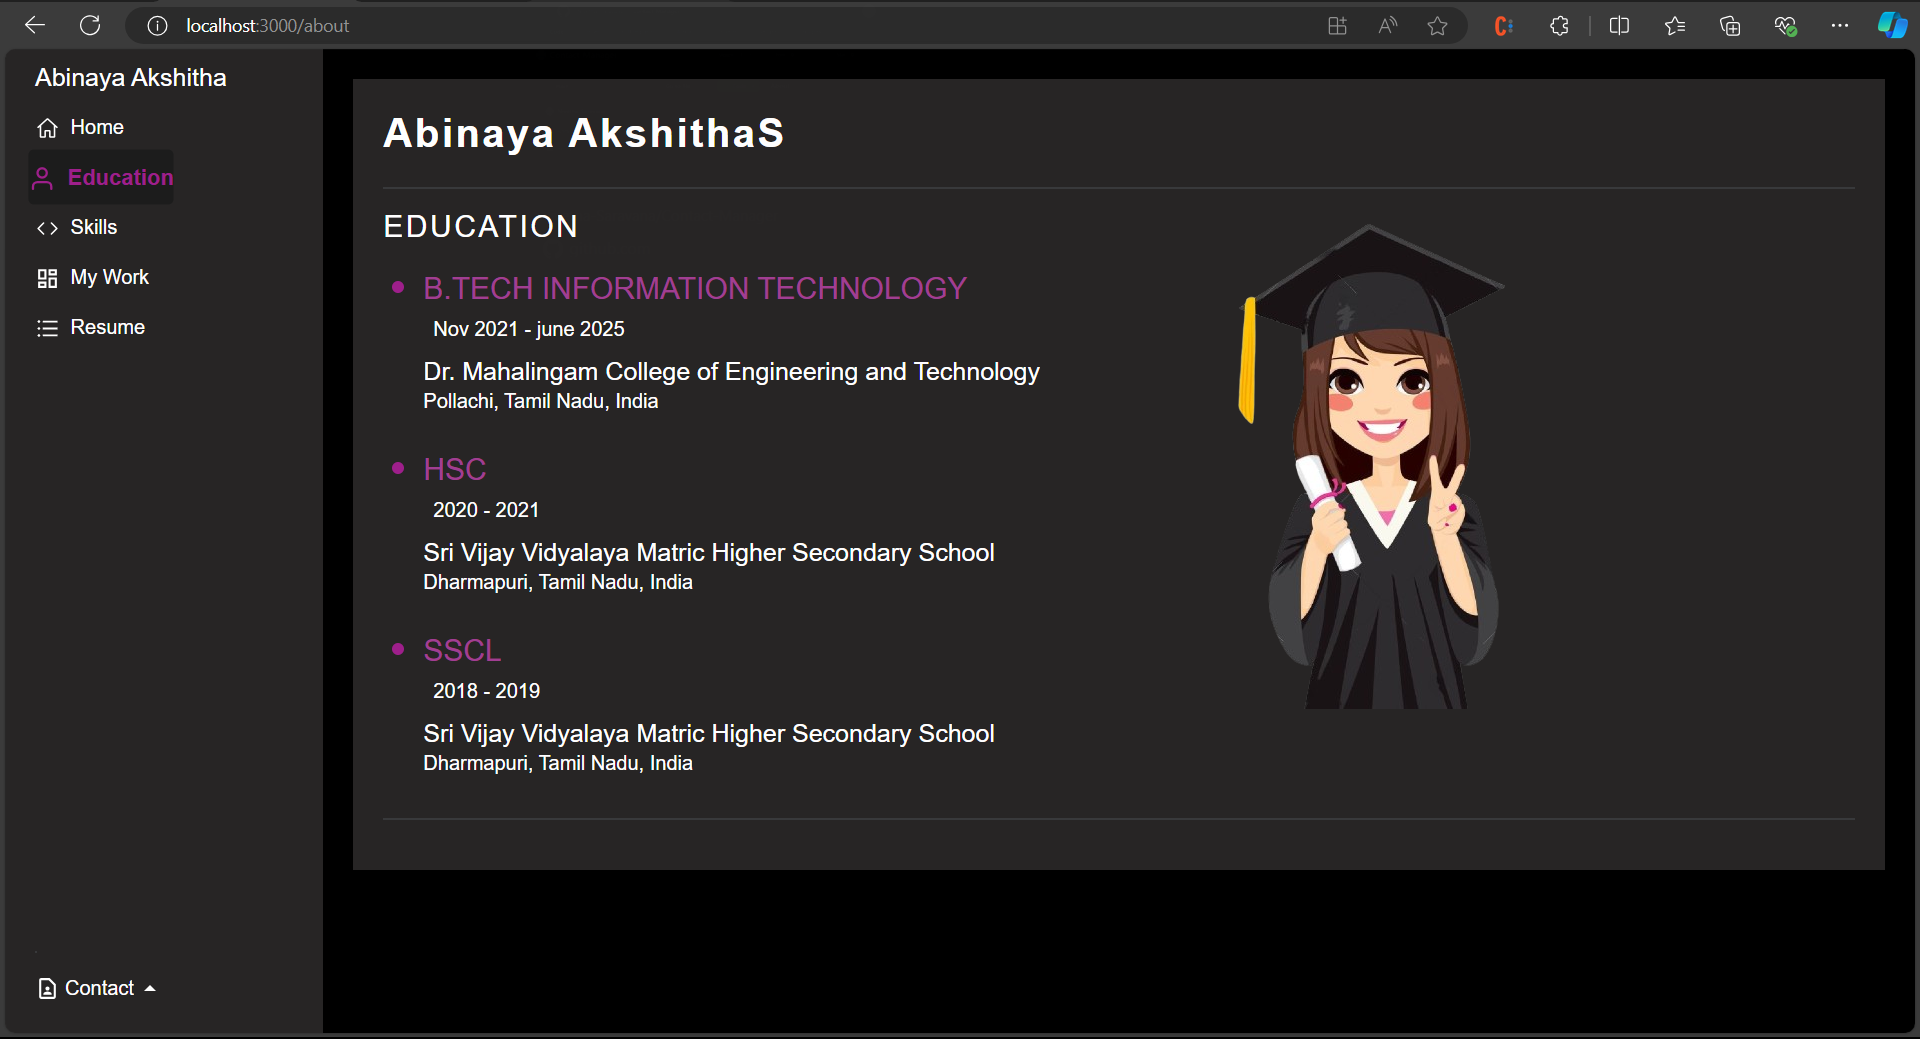 localhost:3000/about
Abinaya Akshitha
Home
Education
Skills
My Work
Resume
Contact
Abinaya AkshithaS
EDUCATION
B.TECH INFORMATION TECHNOLOGY
Nov 2021 - june 2025
Dr. Mahalingam College of Engineering and Technology
Pollachi, Tamil Nadu, India
HSC
2020 - 2021
Sri Vijay Vidyalaya Matric Higher Secondary School
Dharmapuri, Tamil Nadu, India
SSCL
2018 - 2019
Sri Vijay Vidyalaya Matric Higher Secondary School
Dharmapuri, Tamil Nadu, India